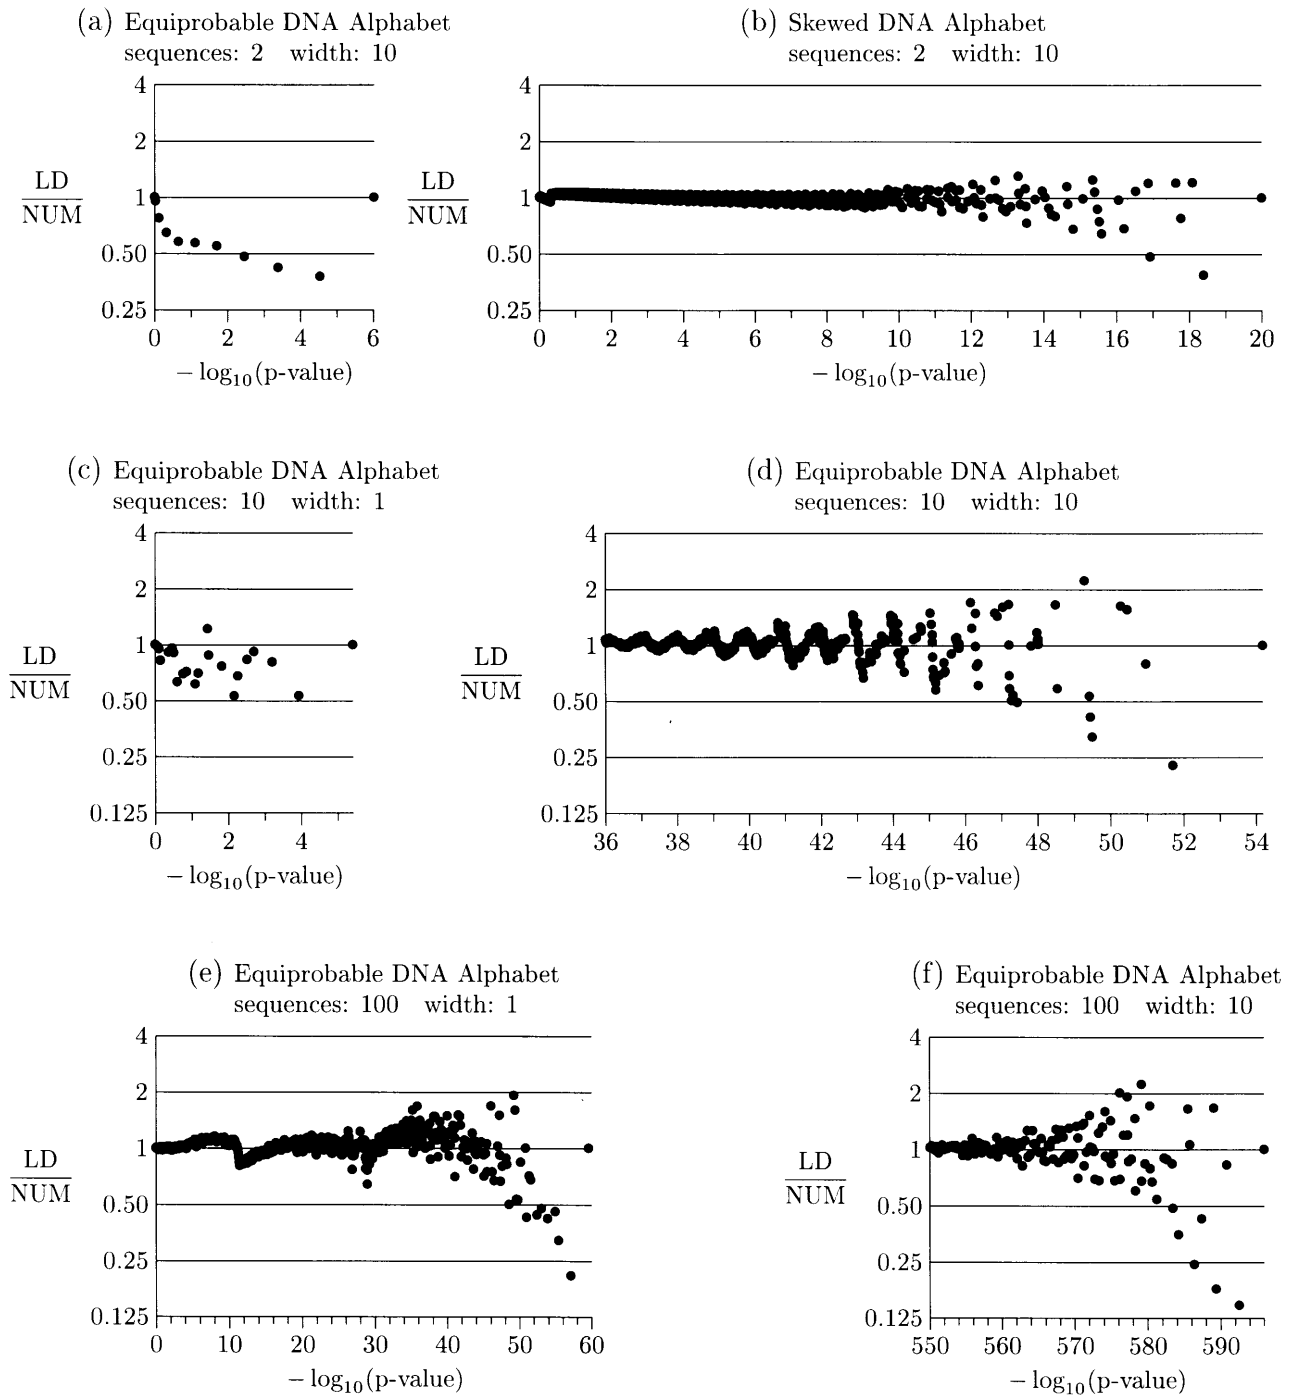 (a) Equiprobable DNA Alphabet
sequences: 2 width: 10
4
2
1
0.50
0.25
LD
NUM
0 2 4 6
− log10(p-value)
(b) Skewed DNA Alphabet
sequences: 2 width: 10
4
2
1
0.50
0.25
LD
NUM
0 2 4 6 8 10 12 14 16 18 20
− log10(p-value)
(c) Equiprobable DNA Alphabet
sequences: 10 width: 1
4
2
1
0.50
0.25
0.125
LD
NUM
0 2 4
− log10(p-value)
(d) Equiprobable DNA Alphabet
sequences: 10 width: 10
4
2
1
0.50
0.25
0.125
LD
NUM
36 38 40 42 44 46 48 50 52 54
− log10(p-value)
(e) Equiprobable DNA Alphabet
sequences: 100 width: 1
4
2
1
0.50
0.25
0.125
LD
NUM
0 10 20 30 40 50 60
− log10(p-value)
(f) Equiprobable DNA Alphabet
sequences: 100 width: 10
4
2
1
0.50
0.25
0.125
LD
NUM
550 560 570 580 590
− log10(p-value)